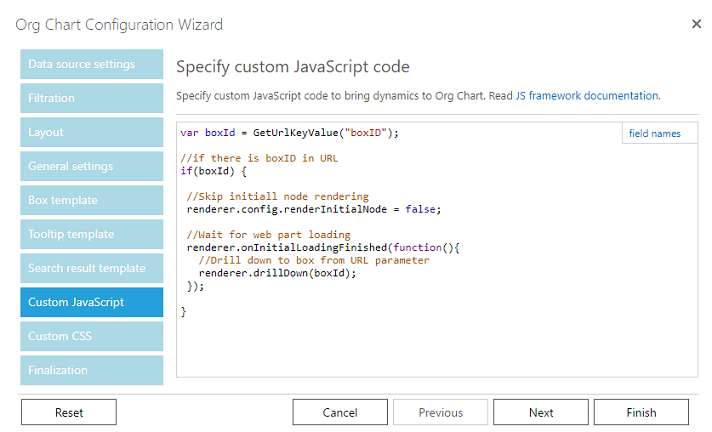 Org Chart Configuration Wizard
Data source settings
Filtration
Layout
General settings
Box template
Tooltip template
Search result template
Custom JavaScript
Custom CSS
Finalization
Specify custom JavaScript code
Specify custom JavaScript code to bring dynamics to Org Chart. Read JS framework documentation.
field names
var boxId = GetUrlKeyValue("boxID");
//if there is boxID in URL
if(boxId) {
//Skip initiall node rendering
renderer.config.renderInitialNode = false;
//Wait for web part loading
renderer.onInitialLoadingFinished(function(){
//Drill down to box from URL parameter
renderer.drillDown(boxId);
});
}
Reset
Cancel
Previous
Next
Finish